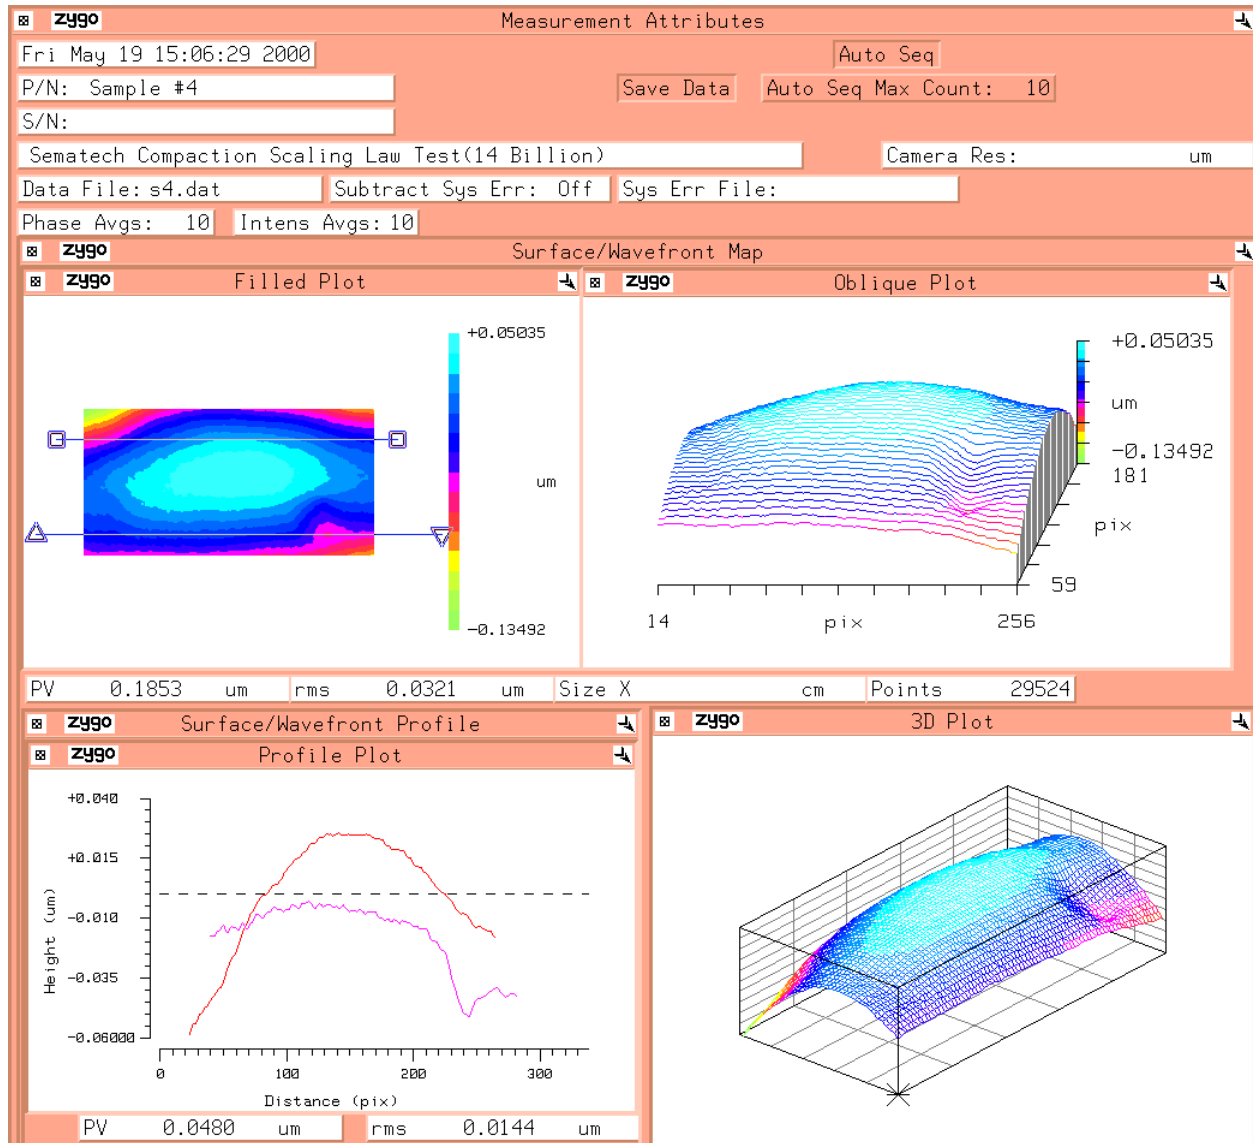 zygo Measurement Attributes
Fri May 19 15:06:29 2000 Auto Seq
P/N: Sample #4 Save Data Auto Seq Max Count: 10
S/N:
Sematech Compaction Scaling Law Test(14 Billion) Camera Res: um
Data File: s4.dat Subtract Sys Err: Off Sys Err File:
Phase Avgs: 10 Intens Avgs: 10
zygo Surface/Wavefront Map
zygo Filled Plot
+0.05035
um
-0.13492
zygo Oblique Plot
+0.05035
um
-0.13492
181
pix
59
14 pix 256
PV 0.1853 um rms 0.0321 um Size X cm Points 29524
zygo Surface/Wavefront Profile
zygo Profile Plot
+0.040
+0.015
-0.010
-0.035
-0.06000
Height (um)
0 100 200 300
Distance (pix)
PV 0.0480 um rms 0.0144 um
zygo 3D Plot